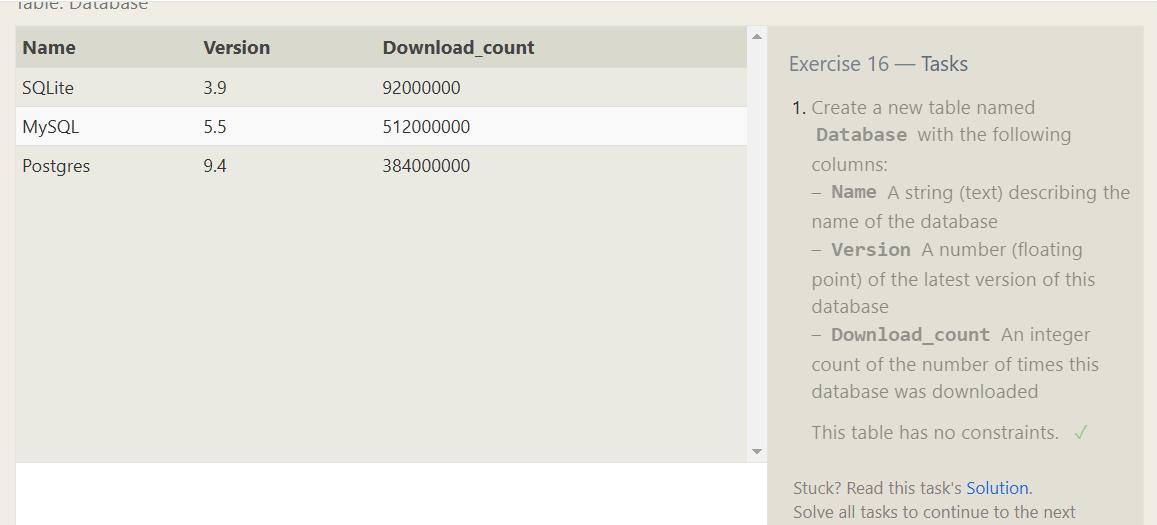 Table: Database
Name Version Download_count
SQLite 3.9 92000000
MySQL 5.5 512000000
Postgres 9.4 384000000
Exercise 16 — Tasks
1. Create a new table named
Database with the following
columns:
– Name A string (text) describing the
name of the database
– Version A number (floating
point) of the latest version of this
database
– Download_count An integer
count of the number of times this
database was downloaded
This table has no constraints. ✓
Stuck? Read this task's Solution.
Solve all tasks to continue to the next